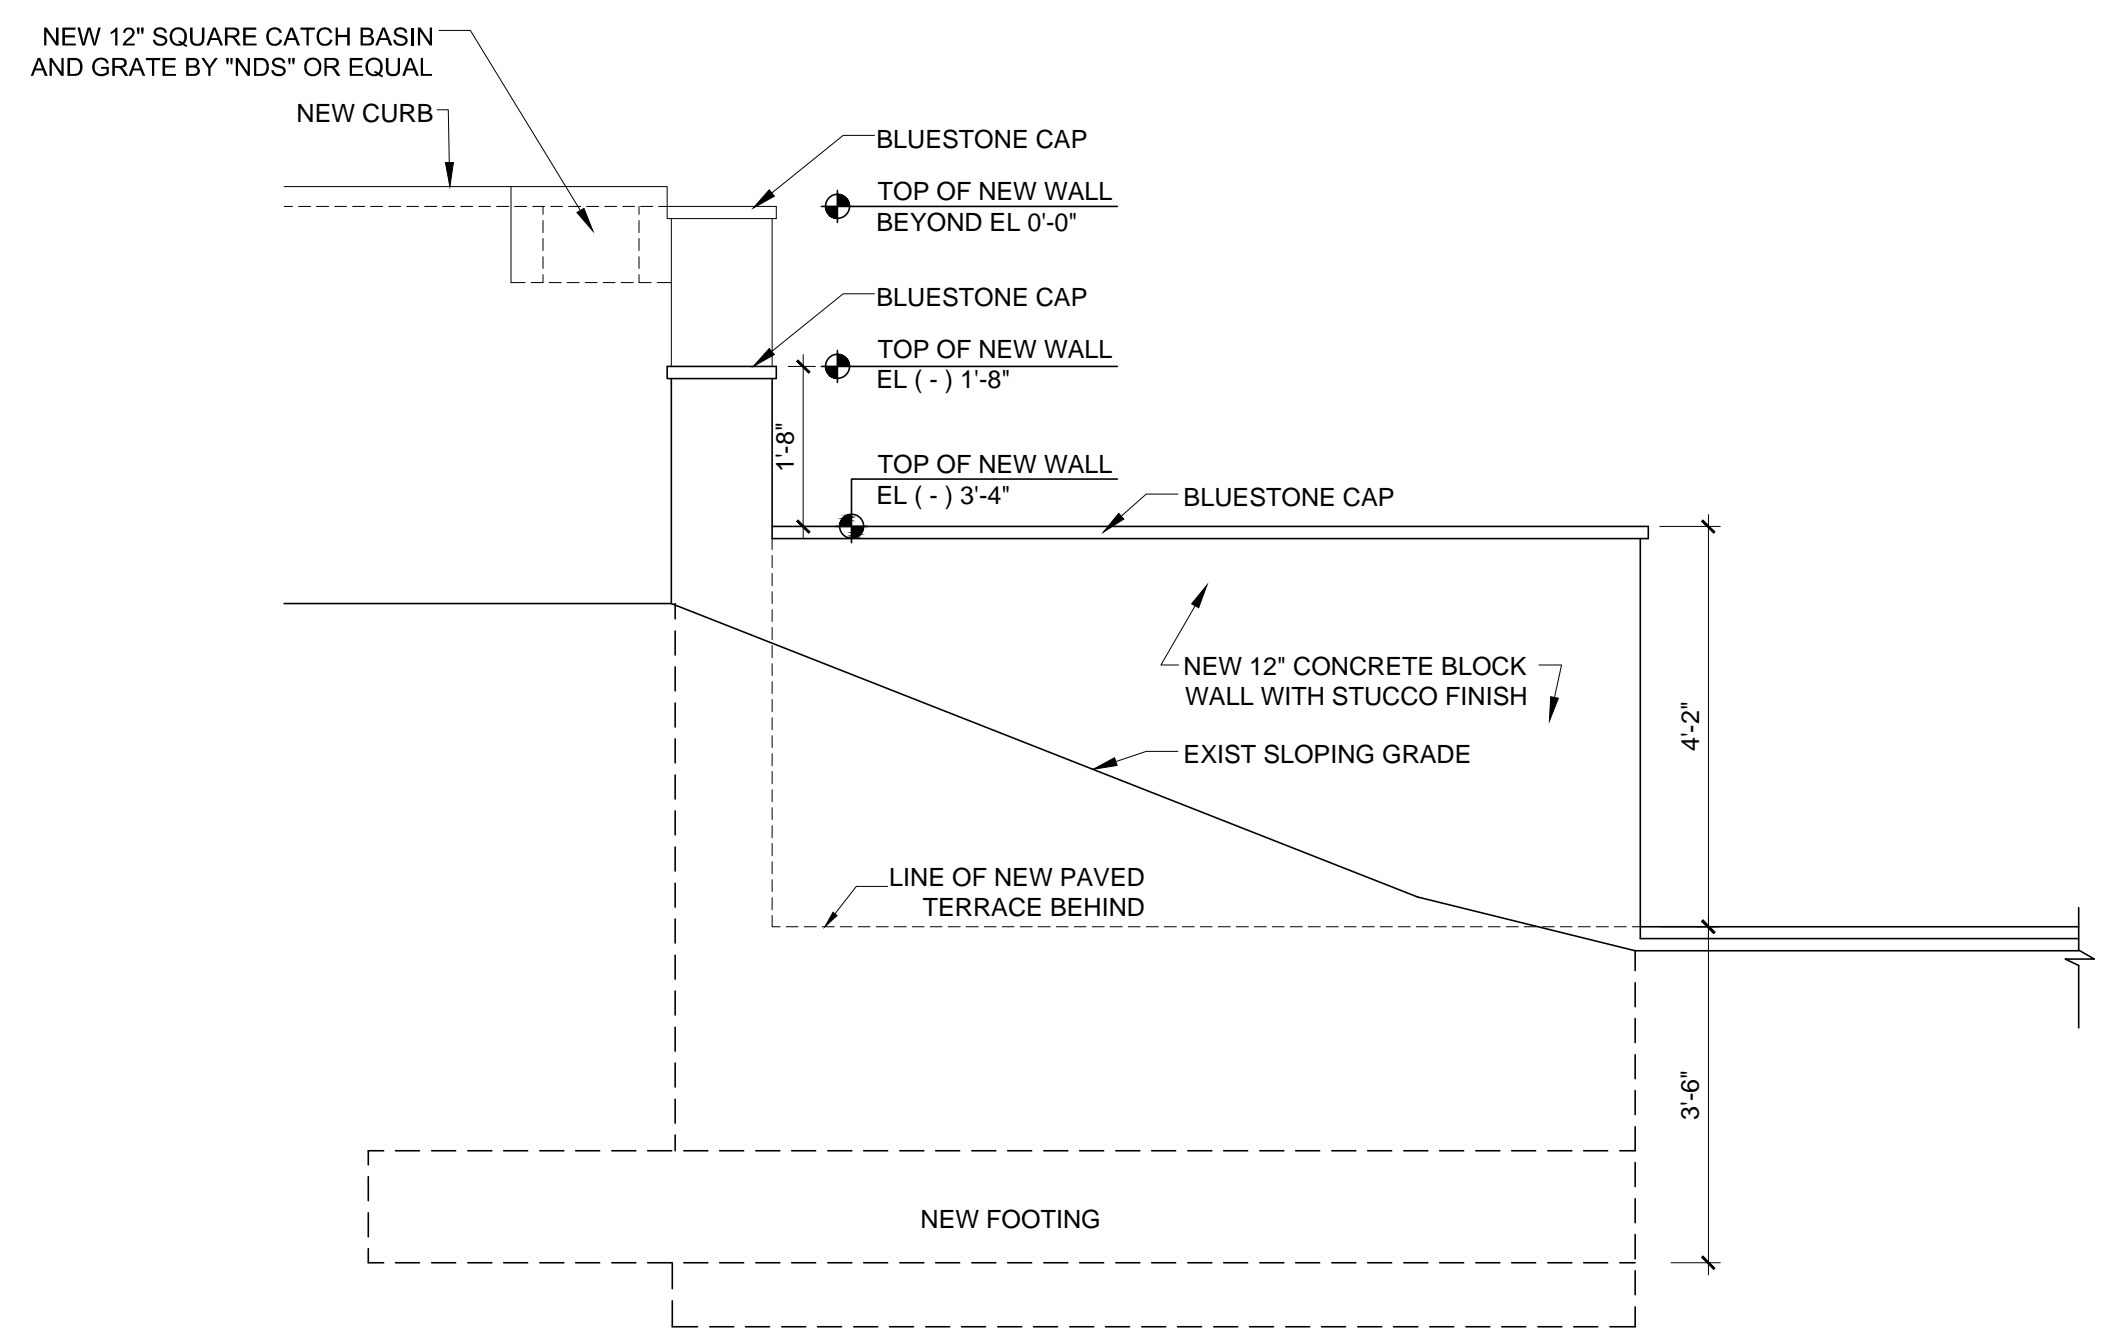 NEW 12" SQUARE CATCH BASIN
AND GRATE BY "NDS" OR EQUAL
NEW CURB
BLUESTONE CAP
TOP OF NEW WALL
BEYOND EL 0'-0"
BLUESTONE CAP
TOP OF NEW WALL
EL ( - ) 1'-8"
1'-8"
TOP OF NEW WALL
EL ( - ) 3'-4"
BLUESTONE CAP
NEW 12" CONCRETE BLOCK
WALL WITH STUCCO FINISH
4'-2"
EXIST SLOPING GRADE
LINE OF NEW PAVED
TERRACE BEHIND
3'-6"
NEW FOOTING